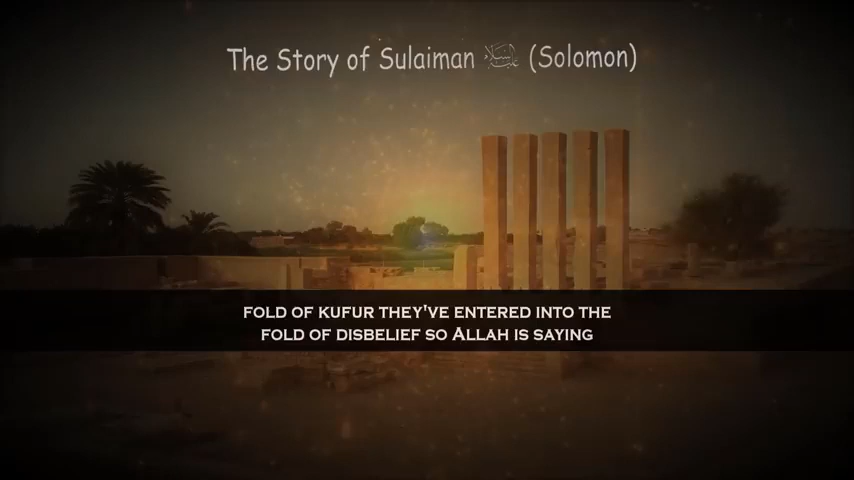 The Story of Sulaiman عليه السلام (Solomon)
FOLD OF KUFUR THEY'VE ENTERED INTO THE
FOLD OF DISBELIEF SO ALLAH IS SAYING